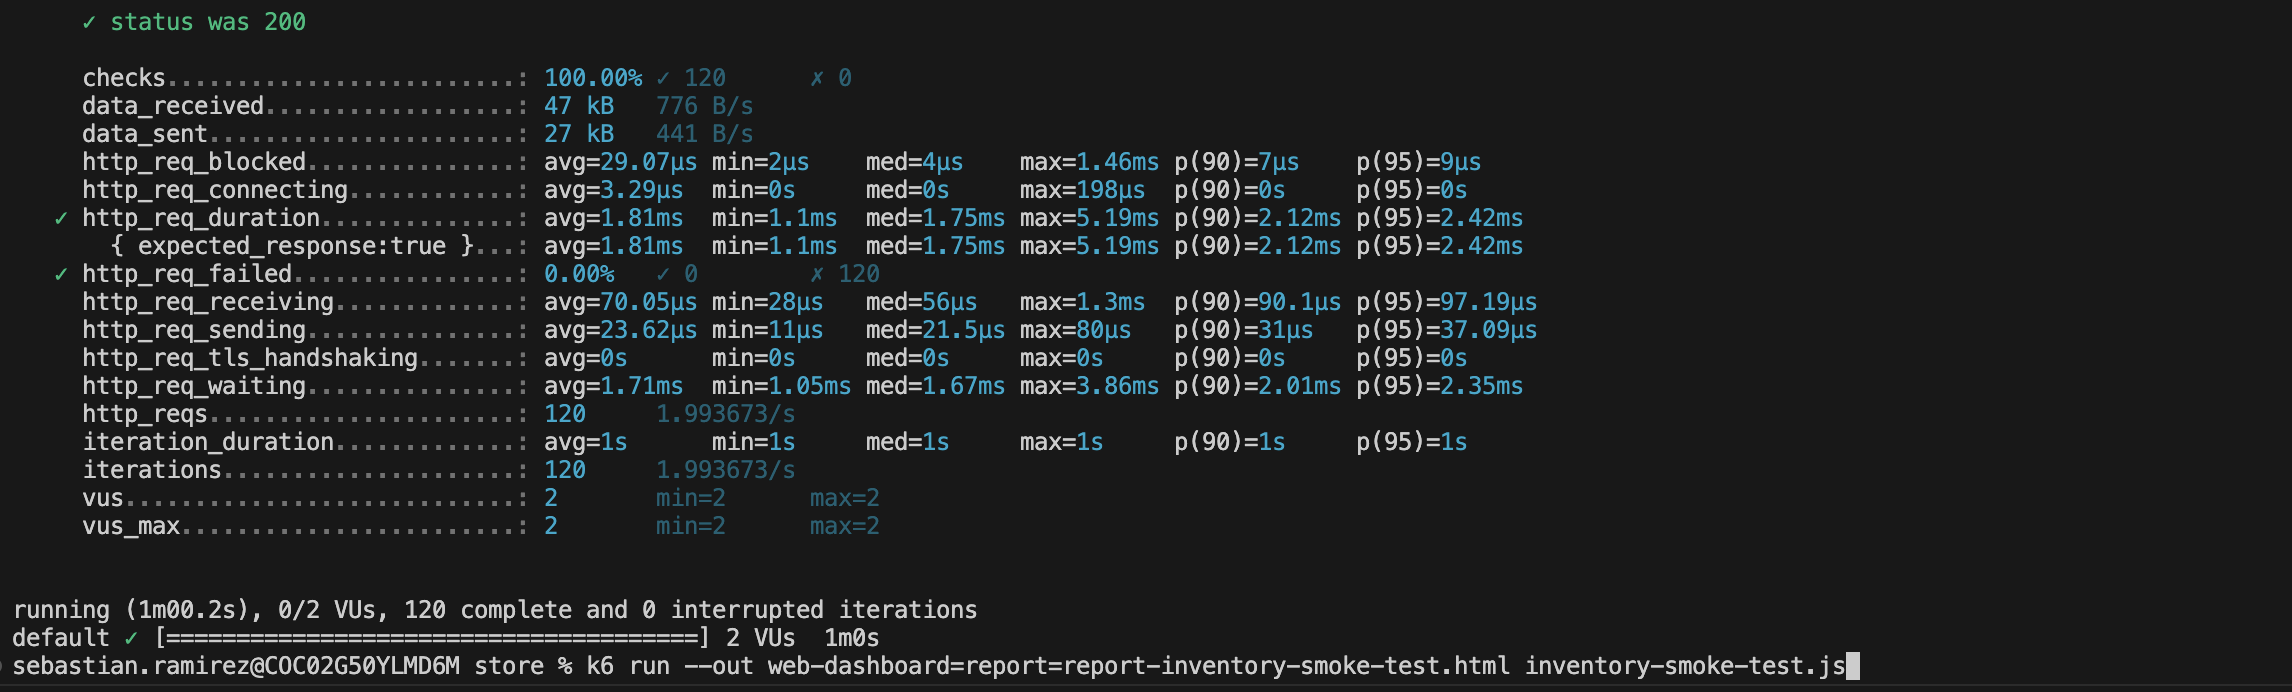 ✓ status was 200
checks.........................: 100.00% ✓ 120      ✗ 0
data_received..................: 47 kB   776 B/s
data_sent......................: 27 kB   441 B/s
http_req_blocked...............: avg=29.07µs min=2µs    med=4µs    max=1.46ms p(90)=7µs    p(95)=9µs
http_req_connecting............: avg=3.29µs  min=0s     med=0s     max=198µs  p(90)=0s     p(95)=0s
✓ http_req_duration..............: avg=1.81ms  min=1.1ms  med=1.75ms max=5.19ms p(90)=2.12ms p(95)=2.42ms
{ expected_response:true }...: avg=1.81ms  min=1.1ms  med=1.75ms max=5.19ms p(90)=2.12ms p(95)=2.42ms
✓ http_req_failed................: 0.00%   ✓ 0        ✗ 120
http_req_receiving.............: avg=70.05µs min=28µs   med=56µs   max=1.3ms  p(90)=90.1µs p(95)=97.19µs
http_req_sending...............: avg=23.62µs min=11µs   med=21.5µs max=80µs   p(90)=31µs   p(95)=37.09µs
http_req_tls_handshaking.......: avg=0s      min=0s     med=0s     max=0s     p(90)=0s     p(95)=0s
http_req_waiting...............: avg=1.71ms  min=1.05ms med=1.67ms max=3.86ms p(90)=2.01ms p(95)=2.35ms
http_reqs......................: 120     1.993673/s
iteration_duration.............: avg=1s      min=1s     med=1s     max=1s     p(90)=1s     p(95)=1s
iterations.....................: 120     1.993673/s
vus............................: 2       min=2      max=2
vus_max........................: 2       min=2      max=2
running (1m00.2s), 0/2 VUs, 120 complete and 0 interrupted iterations
default ✓ [======================================] 2 VUs  1m0s
sebastian.ramirez@COC02G50YLMD6M store % k6 run --out web-dashboard=report=report-inventory-smoke-test.html inventory-smoke-test.js